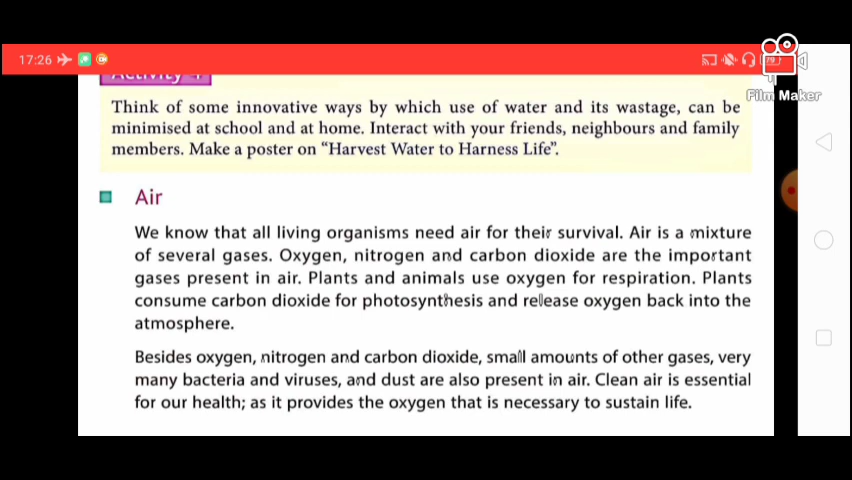 17:26
Film Maker
Activity 4
Think of some innovative ways by which use of water and its wastage, can be
minimised at school and at home. Interact with your friends, neighbours and family
members. Make a poster on “Harvest Water to Harness Life”.
Air
We know that all living organisms need air for their survival. Air is a mixture
of several gases. Oxygen, nitrogen and carbon dioxide are the important
gases present in air. Plants and animals use oxygen for respiration. Plants
consume carbon dioxide for photosynthesis and release oxygen back into the
atmosphere.
Besides oxygen, nitrogen and carbon dioxide, small amounts of other gases, very
many bacteria and viruses, and dust are also present in air. Clean air is essential
for our health; as it provides the oxygen that is necessary to sustain life.